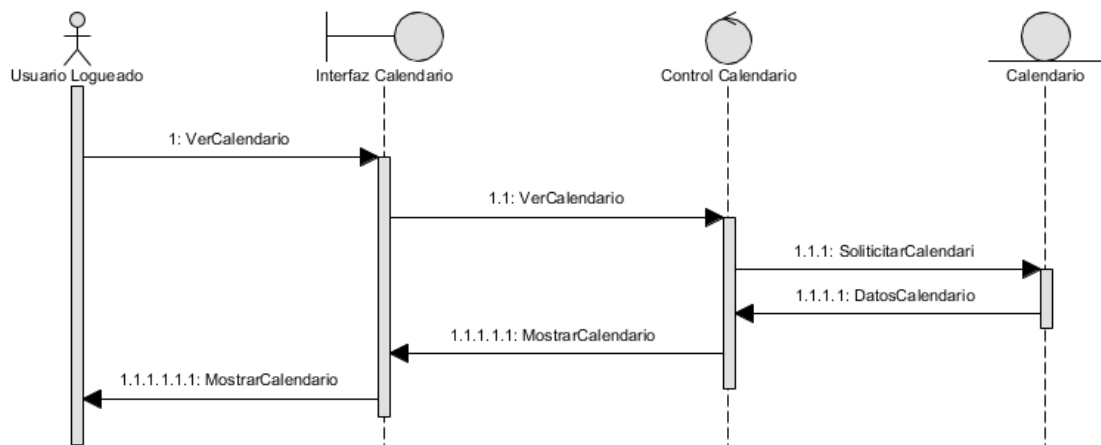 Usuario Logueado
Interfaz Calendario
Control Calendario
Calendario
1: VerCalendario
1.1: VerCalendario
1.1.1: SoliticitarCalendari
1.1.1.1: DatosCalendario
1.1.1.1.1: MostrarCalendario
1.1.1.1.1.1: MostrarCalendario